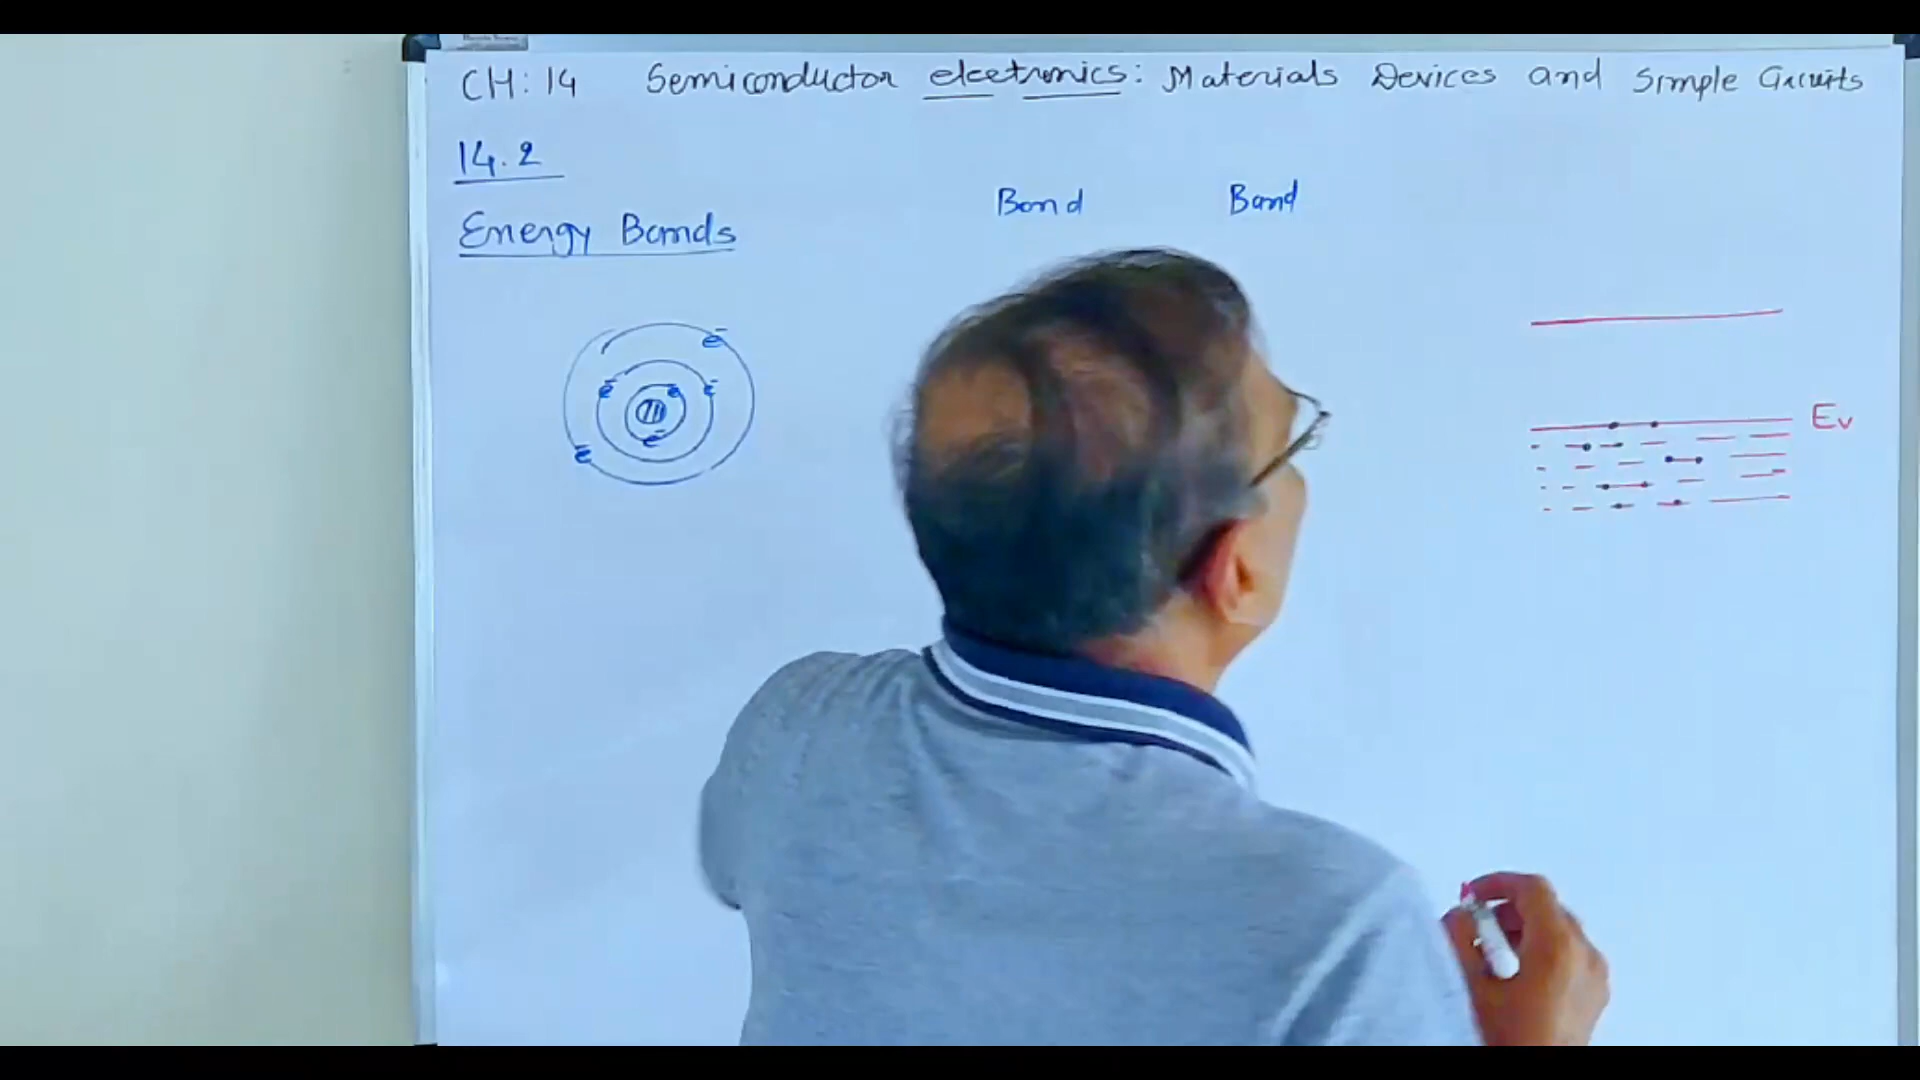 CH: 14 Semiconductor electronics: Materials Devices and Simple Circuits
14.2
Bond Band
Energy Bands
e⁻
e⁻ e e⁻
e⁻
e⁻
Ev